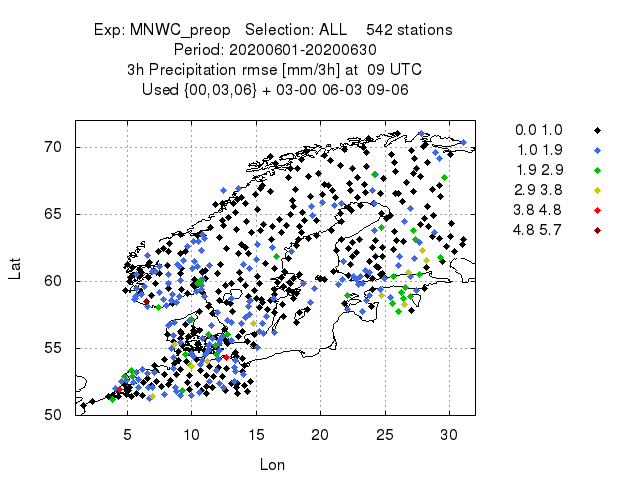 Exp: MNWC_preop Selection: ALL 542 stations
Period: 20200601-20200630
3h Precipitation rmse [mm/3h] at 09 UTC
Used {00,03,06} + 03-00 06-03 09-06
0.0 1.0
1.0 1.9
1.9 2.9
2.9 3.8
3.8 4.8
4.8 5.7
70
65
60
55
50
Lat
5 10 15 20 25 30
Lon